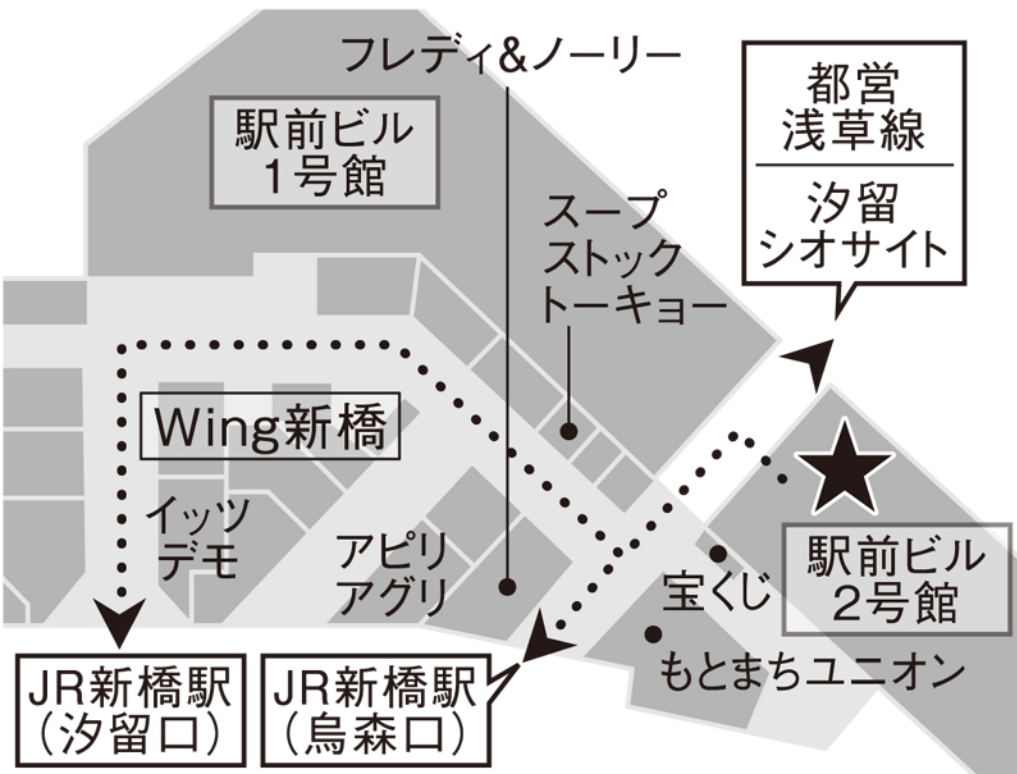 フレディ&ノーリー
駅前ビル
1号館
都営
浅草線
汐留
シオサイト
スープ
ストック
トーキョー
Wing新橋
イッツ
デモ
アピリ
アグリ
宝くじ
駅前ビル
2号館
もとまちユニオン
JR新橋駅
(汐留口)
JR新橋駅
(烏森口)